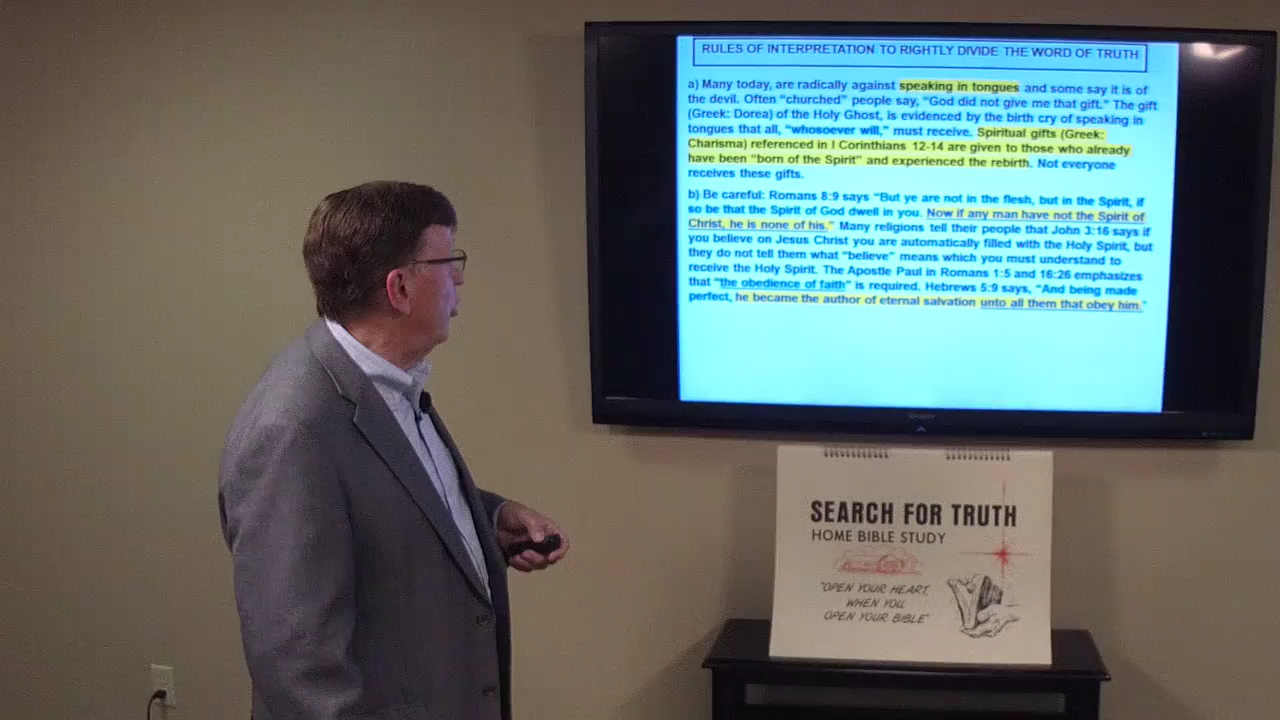 RULES OF INTERPRETATION TO RIGHTLY DIVIDE THE WORD OF TRUTH
a) Many today, are radically against speaking in tongues and some say it is of
the devil. Often “churched” people say, “God did not give me that gift.” The gift
(Greek: Dorea) of the Holy Ghost, is evidenced by the birth cry of speaking in
tongues that all, “whosoever will,” must receive. Spiritual gifts (Greek:
Charisma) referenced in I Corinthians 12-14 are given to those who already
have been “born of the Spirit” and experienced the rebirth. Not everyone
receives these gifts.
b) Be careful: Romans 8:9 says “But ye are not in the flesh, but in the Spirit, if
so be that the Spirit of God dwell in you. Now if any man have not the Spirit of
Christ, he is none of his.” Many religions tell their people that John 3:16 says if
you believe on Jesus Christ you are automatically filled with the Holy Spirit, but
they do not tell them what “believe” means which you must understand to
receive the Holy Spirit. The Apostle Paul in Romans 1:5 and 16:26 emphasizes
that “the obedience of faith” is required. Hebrews 5:9 says, “And being made
perfect, he became the author of eternal salvation unto all them that obey him.”
SEARCH FOR TRUTH
HOME BIBLE STUDY
"OPEN YOUR HEART,
WHEN YOU
OPEN YOUR BIBLE"